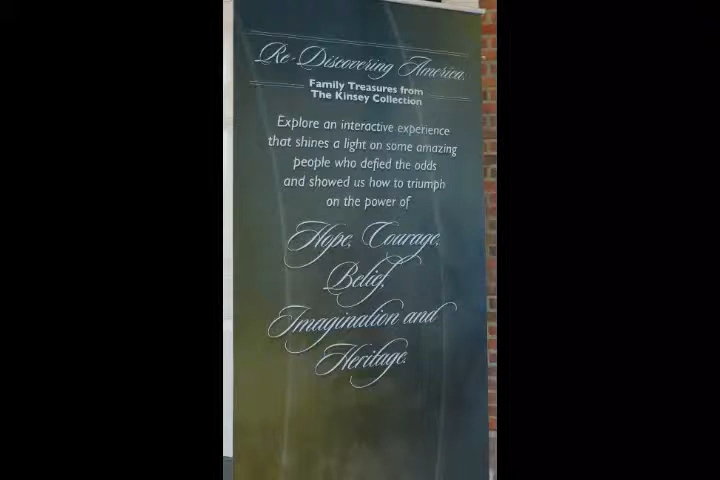 Re-Discovering America:
Family Treasures from
The Kinsey Collection
Explore an interactive experience
that shines a light on some amazing
people who defied the odds
and showed us how to triumph
on the power of
Hope, Courage,
Belief,
Imagination and
Heritage.